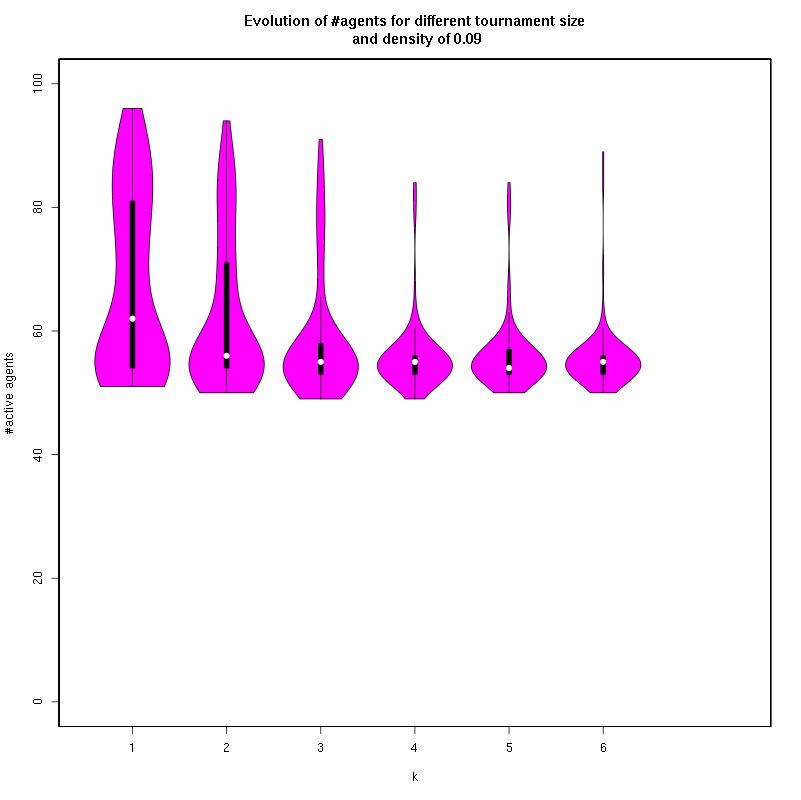 Evolution of #agents for different tournament size
and density of 0.09
100
80
60
40
20
0
#active agents
1 2 3 4 5 6
k